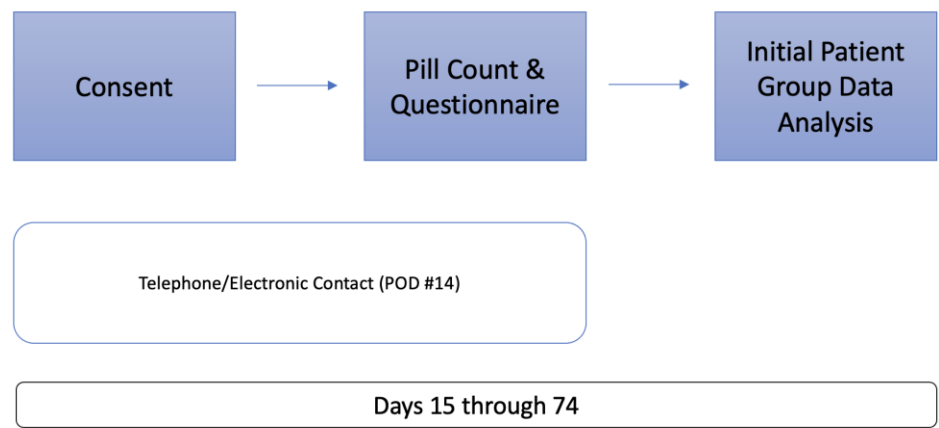 Consent
Pill Count &
Questionnaire
Initial Patient
Group Data
Analysis
Telephone/Electronic Contact (POD #14)
Days 15 through 74